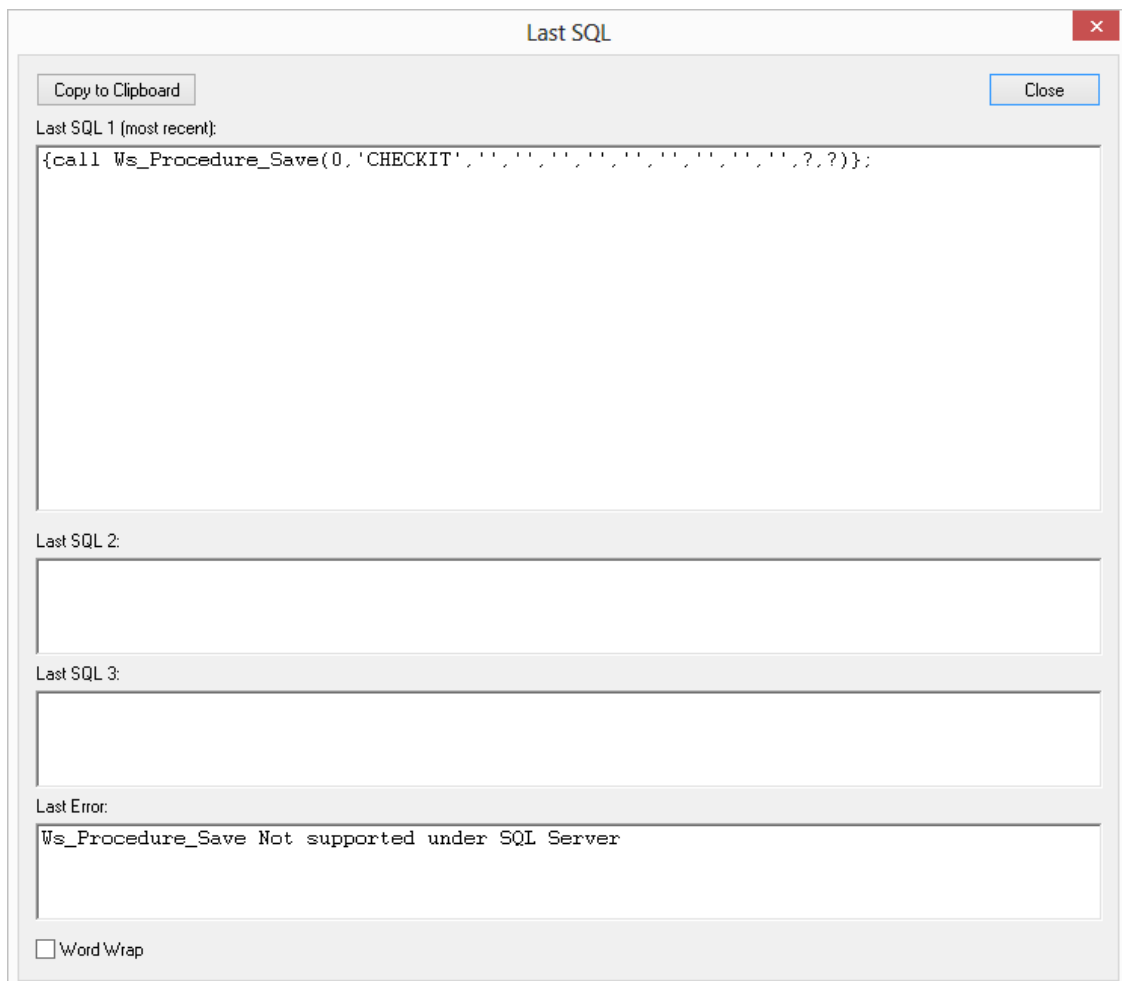 Last SQL
Copy to Clipboard
Close
Last SQL 1 (most recent):
{call Ws_Procedure_Save(0,'CHECKIT','','','','','','','','','',?,?)};
Last SQL 2:
Last SQL 3:
Last Error:
Ws_Procedure_Save Not supported under SQL Server
Word Wrap